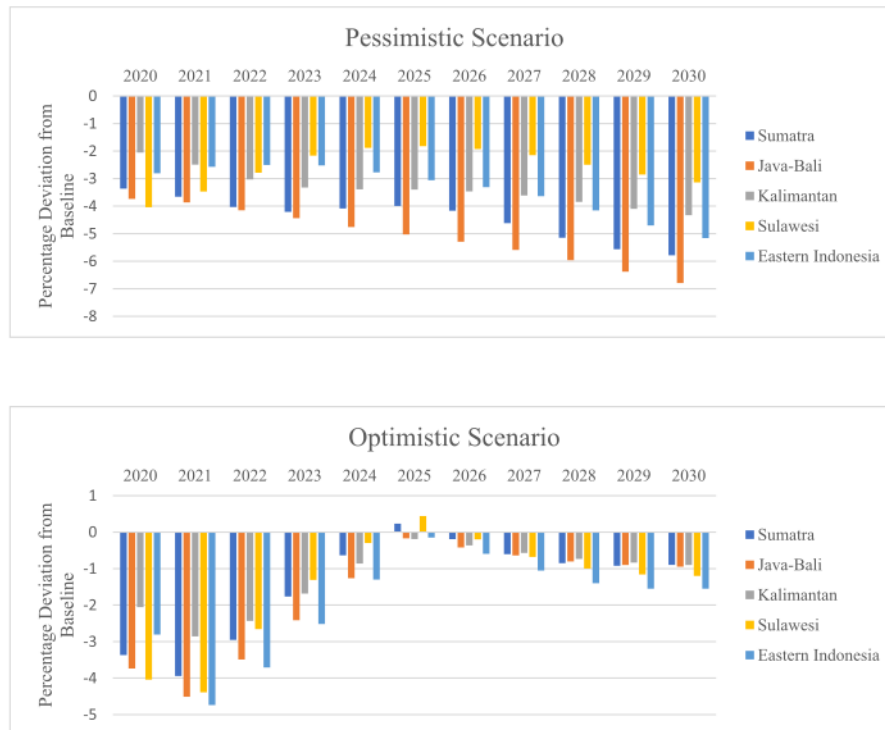 Pessimistic Scenario
2020 2021 2022 2023 2024 2025 2026 2027 2028 2029 2030
0
-1
-2
-3
-4
-5
-6
-7
-8
Percentage Deviation from
Baseline
Sumatra
Java-Bali
Kalimantan
Sulawesi
Eastern Indonesia
Optimistic Scenario
2020 2021 2022 2023 2024 2025 2026 2027 2028 2029 2030
1
0
-1
-2
-3
-4
-5
Percentage Deviation from
Baseline
Sumatra
Java-Bali
Kalimantan
Sulawesi
Eastern Indonesia